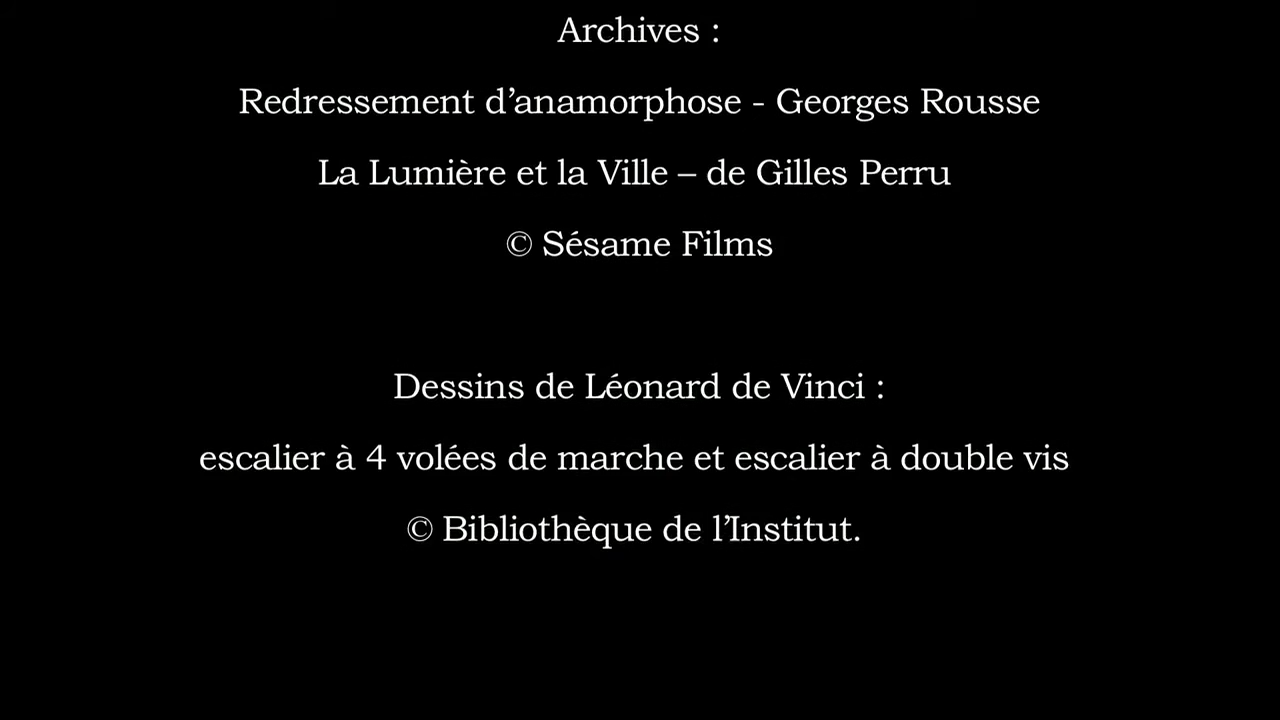 Archives :
Redressement d’anamorphose - Georges Rousse
La Lumière et la Ville – de Gilles Perru
© Sésame Films
Dessins de Léonard de Vinci :
escalier à 4 volées de marche et escalier à double vis
© Bibliothèque de l’Institut.